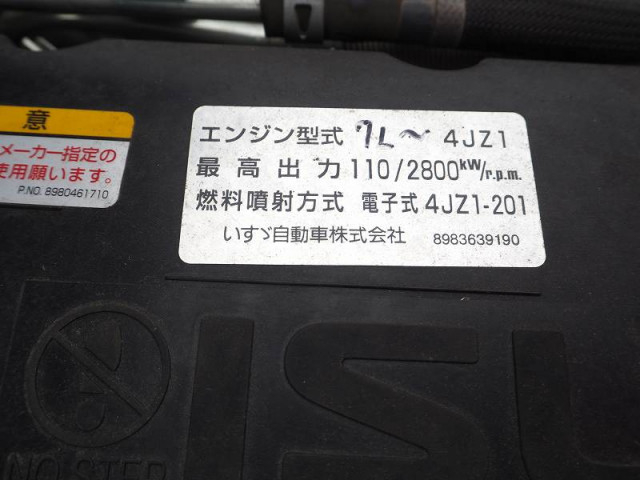 意
メーカー指定の
使用願います。
P.NO. 8980461710
エンジン型式 7L~ 4JZ1
最高出力 110/2800kW/r.p.m.
燃料噴射方式 電子式 4JZ1-201
いすゞ自動車株式会社 8983639190
ISU
NO STEP